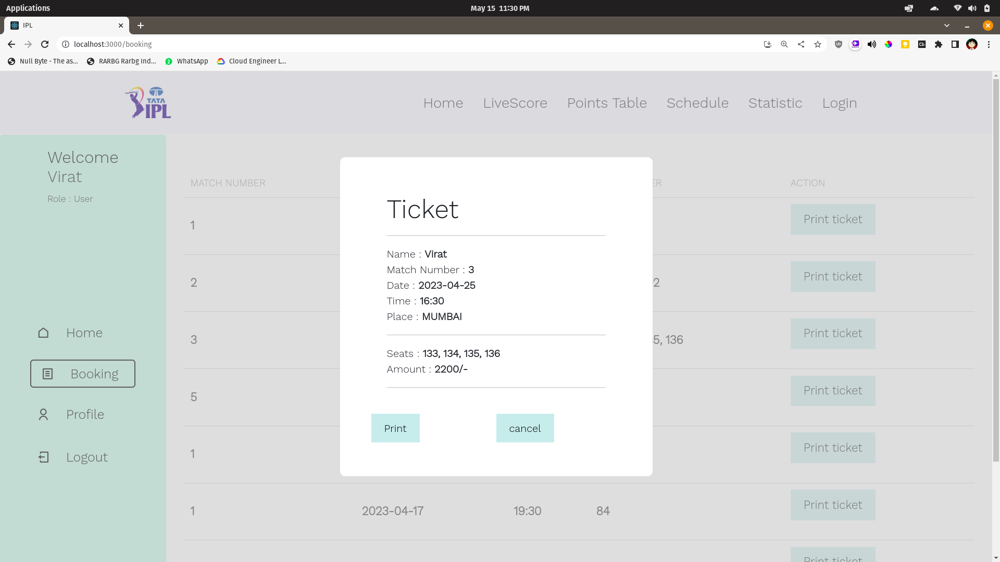 Applications
May 15 11:30 PM
IPL
localhost:3000/booking
Null Byte - The as...
RARBG Rarbg Ind...
2
WhatsApp
Cloud Engineer L...
TATA
IPL
Home
LiveScore
Points Table
Schedule
Statistic
Login
Welcome
Virat
Role : User
Home
Booking
Profile
Logout
MATCH NUMBER
ER
ACTION
1
Print ticket
2
2
Print ticket
3
5, 136
Print ticket
5
Print ticket
1
Print ticket
1
2023-04-17
19:30
84
Print ticket
Print ticket
Ticket
Name : Virat
Match Number : 3
Date : 2023-04-25
Time : 16:30
Place : MUMBAI
Seats : 133, 134, 135, 136
Amount : 2200/-
Print
cancel